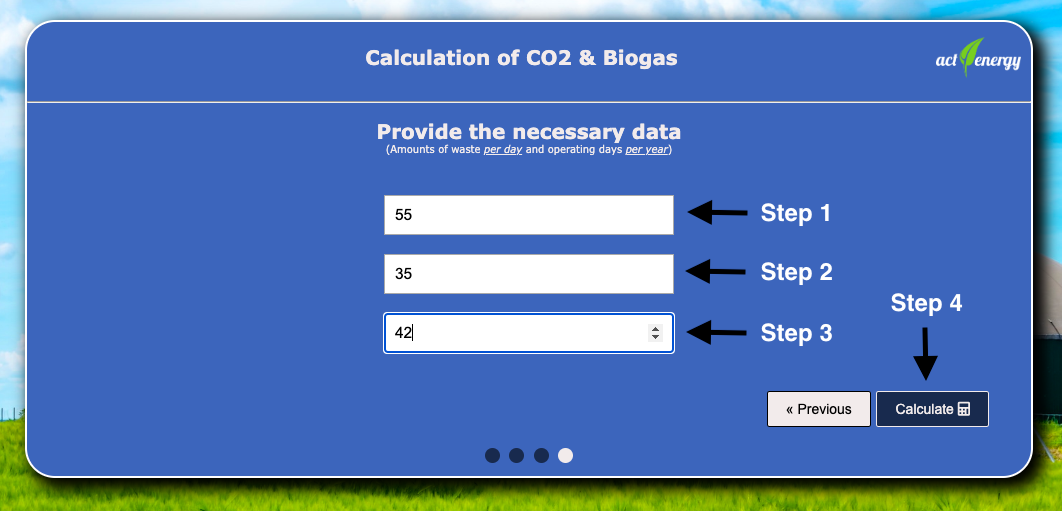 Calculation of CO2 & Biogas
act energy
Provide the necessary data
(Amounts of waste per day and operating days per year)
55
Step 1
35
Step 2
Step 4
42
Step 3
« Previous
Calculate